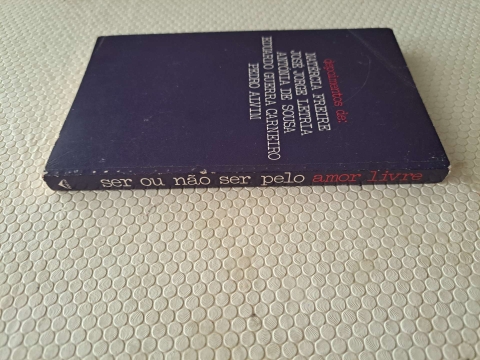 depoimentos de:
NATÉRCIA FREIRE
JOSÉ JORGE LETRIA
ANTÓNIA DE SOUSA
EDUARDO GUERRA CARNEIRO
PEDRO ALVIM
ser ou não ser pelo amor livre